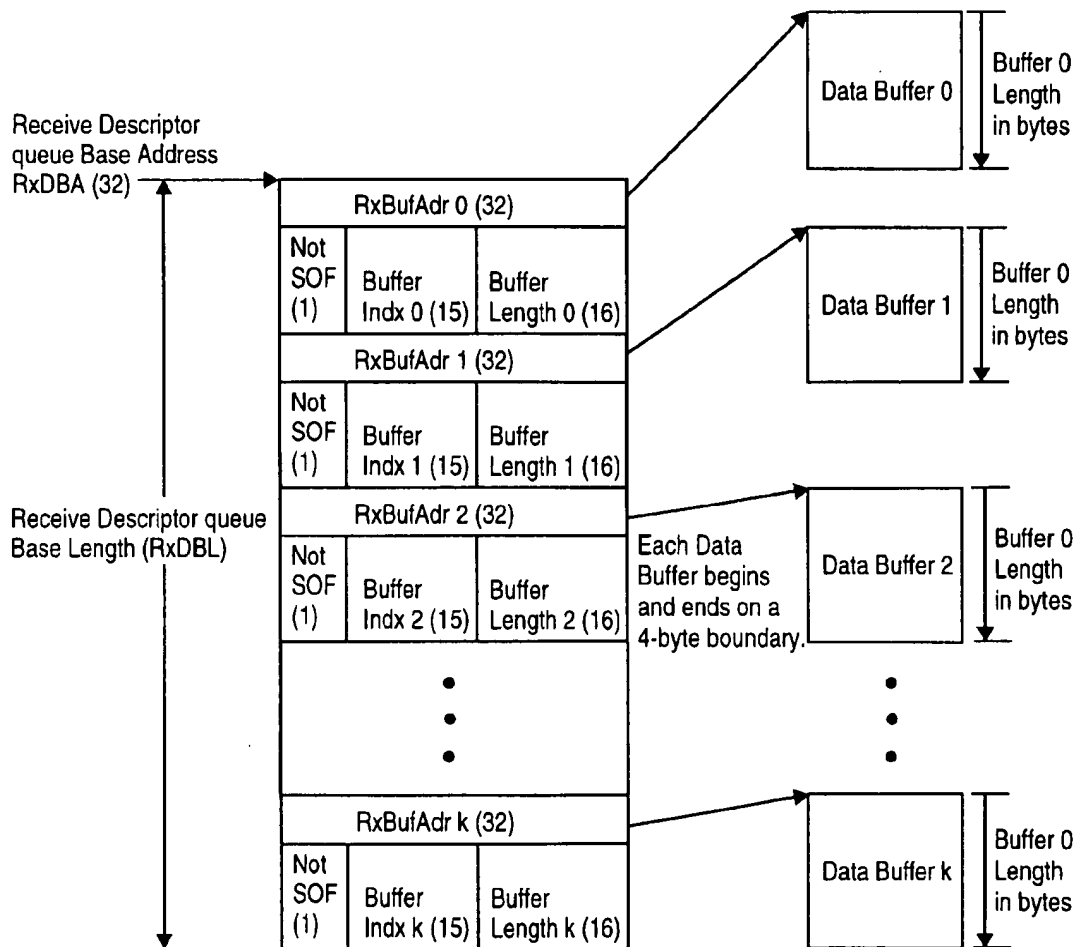 Receive Descriptor
queue Base Address
RxDBA (32)
RxBufAdr 0 (32)
Not
SOF
(1)
Buffer
Indx 0 (15)
Buffer
Length 0 (16)
RxBufAdr 1 (32)
Not
SOF
(1)
Buffer
Indx 1 (15)
Buffer
Length 1 (16)
RxBufAdr 2 (32)
Not
SOF
(1)
Buffer
Indx 2 (15)
Buffer
Length 2 (16)
RxBufAdr k (32)
Not
SOF
(1)
Buffer
Indx k (15)
Buffer
Length k (16)
Receive Descriptor queue
Base Length (RxDBL)
Each Data
Buffer begins
and ends on a
4-byte boundary.
Data Buffer 0
Buffer 0
Length
in bytes
Data Buffer 1
Buffer 0
Length
in bytes
Data Buffer 2
Buffer 0
Length
in bytes
Data Buffer k
Buffer 0
Length
in bytes